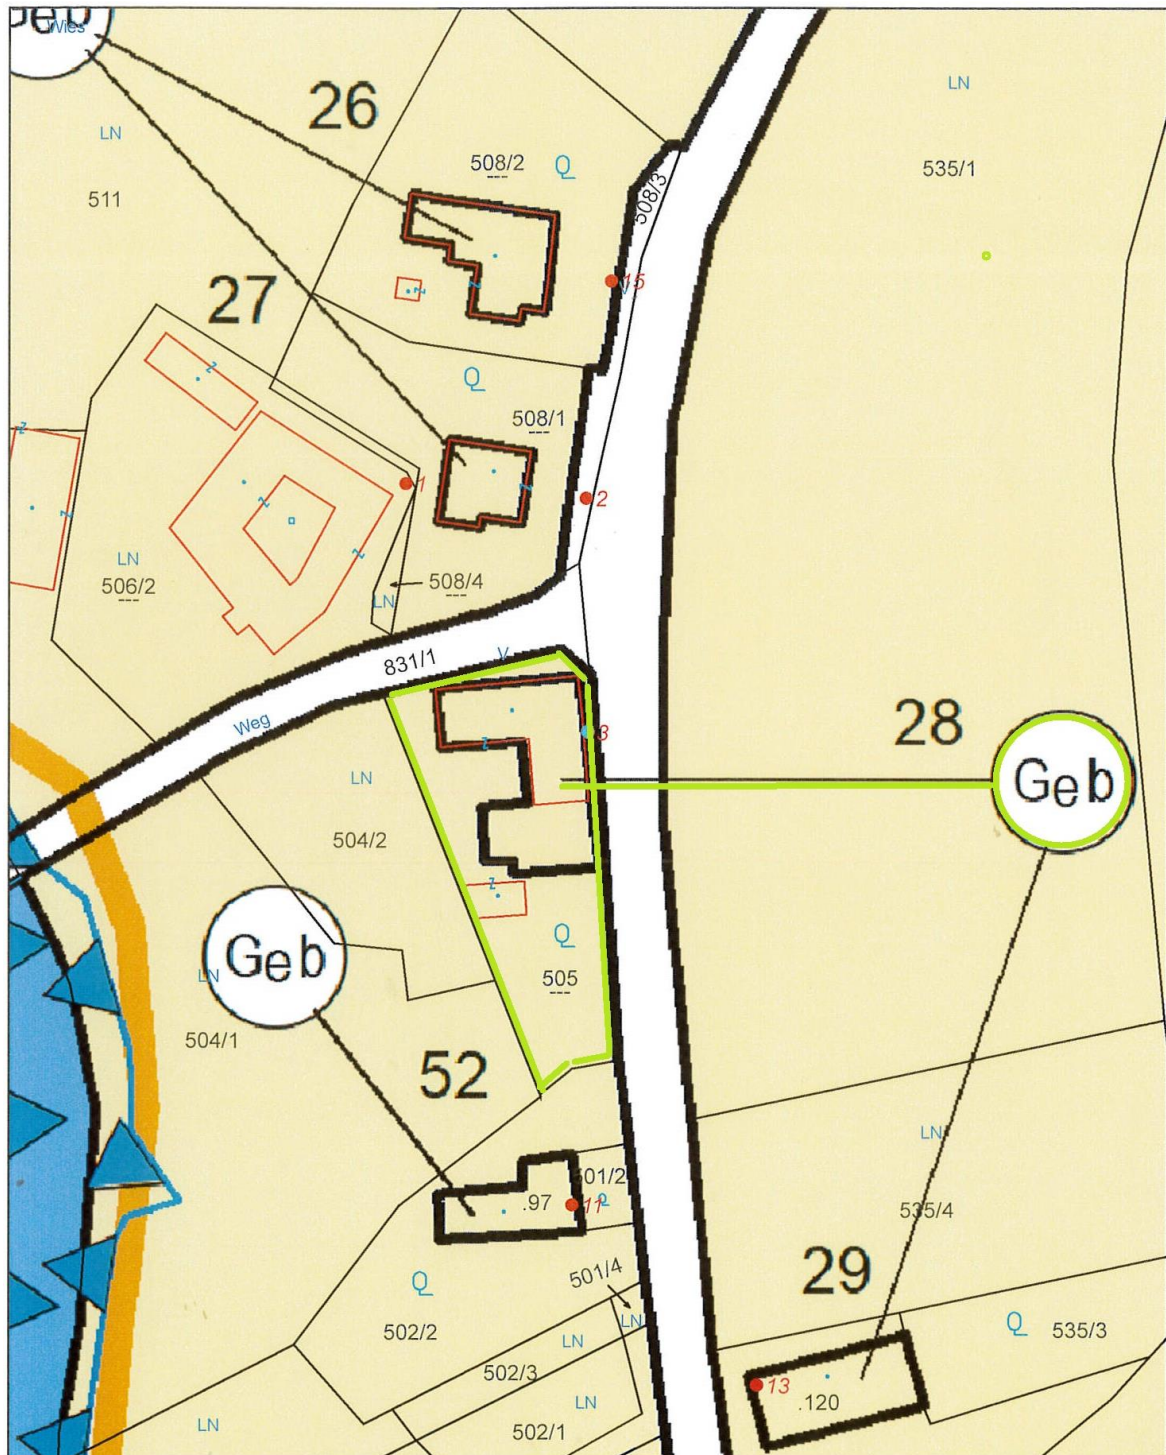 Geb
Wies
26
LN
LN
508/2
Q
535/1
511
508/3
27
z
15
V
z
z
Q
508/1
z
z
1
2
z
z
z
LN
506/2
508/4
LN
831/1
V
Weg
28
3
z
LN
Geb
504/2
z
Q
Geb
505
LN
504/1
52
LN
501/2
.97
11
Q
535/4
29
501/4
Q
LN
Q
535/3
502/2
LN
502/3
13
LN
.120
LN
502/1